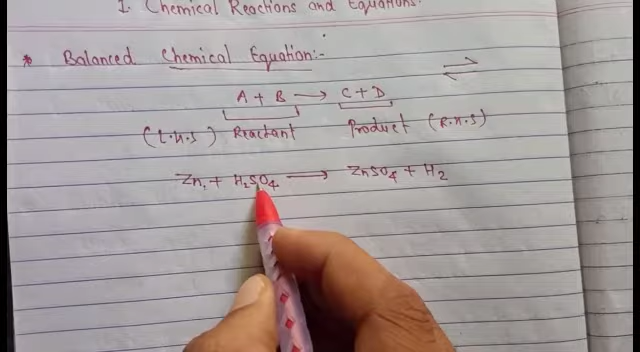 1. Chemical Reactions and Equations.
* Balanced Chemical Equation:-
A + B ⟶ C + D ⇌
(L.H.S) Reactant Product (R.H.S)
Zn + H₂SO₄ ⟶ ZnSO₄ + H₂